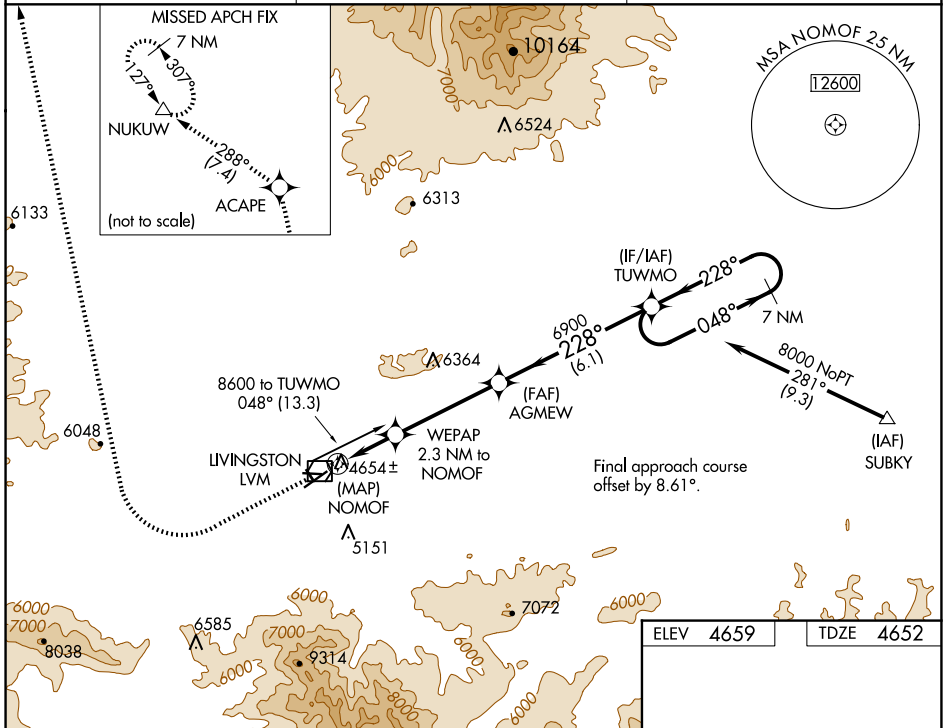 MISSED APCH FIX
7 NM
307°
127°
NUKUW
288°
(7.4)
ACAPE
(not to scale)
10164
7000
6524
6000
6313
MSA NOMOF 25 NM
12600
6133
(IF/IAF)
TUWMO
228°
048°
7 NM
6900
228°
(6.1)
8000 NoPT
281°
(9.3)
6364
(FAF)
AGMEW
8600 to TUWMO
048° (13.3)
(IAF)
SUBKY
6048
WEPAP
2.3 NM to
NOMOF
LIVINGSTON
LVM
4654±
(MAP)
NOMOF
Final approach course
offset by 8.61°.
5151
6000
7000
8038
6585
6000
7000
9314
6000
8000
7072
6000
6000
6000
ELEV 4659
TDZE 4652